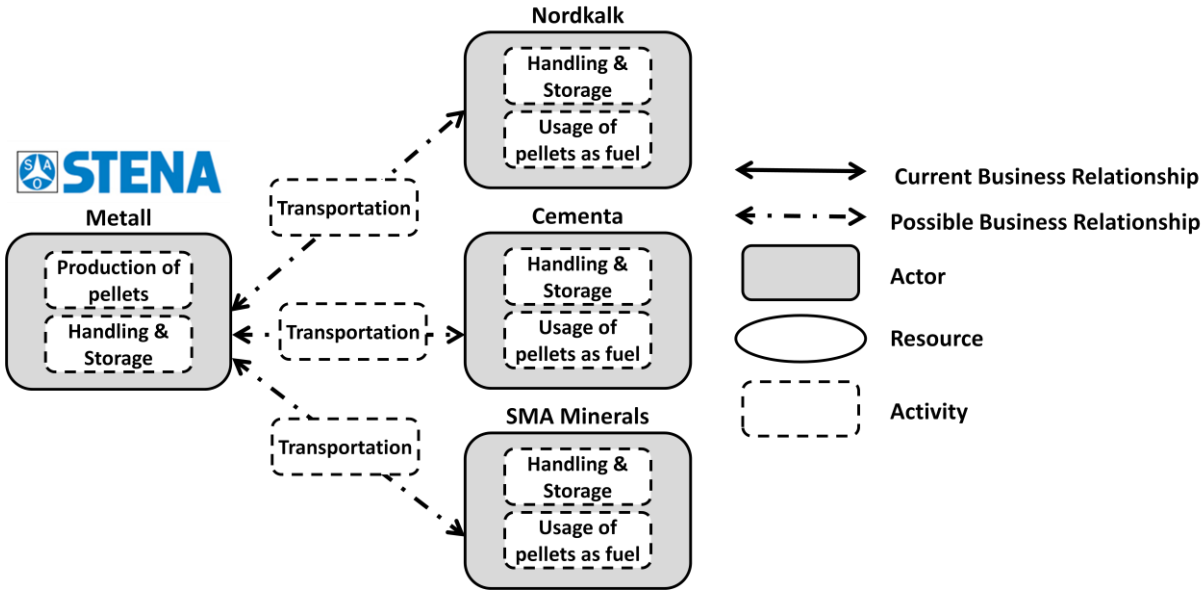 Nordkalk
Handling &
Storage
Usage of
pellets as fuel
SAO STENA
Metall
Production of
pellets
Handling &
Storage
Transportation
Transportation
Transportation
Cementa
Handling &
Storage
Usage of
pellets as fuel
SMA Minerals
Handling &
Storage
Usage of
pellets as fuel
Current Business Relationship
Possible Business Relationship
Actor
Resource
Activity